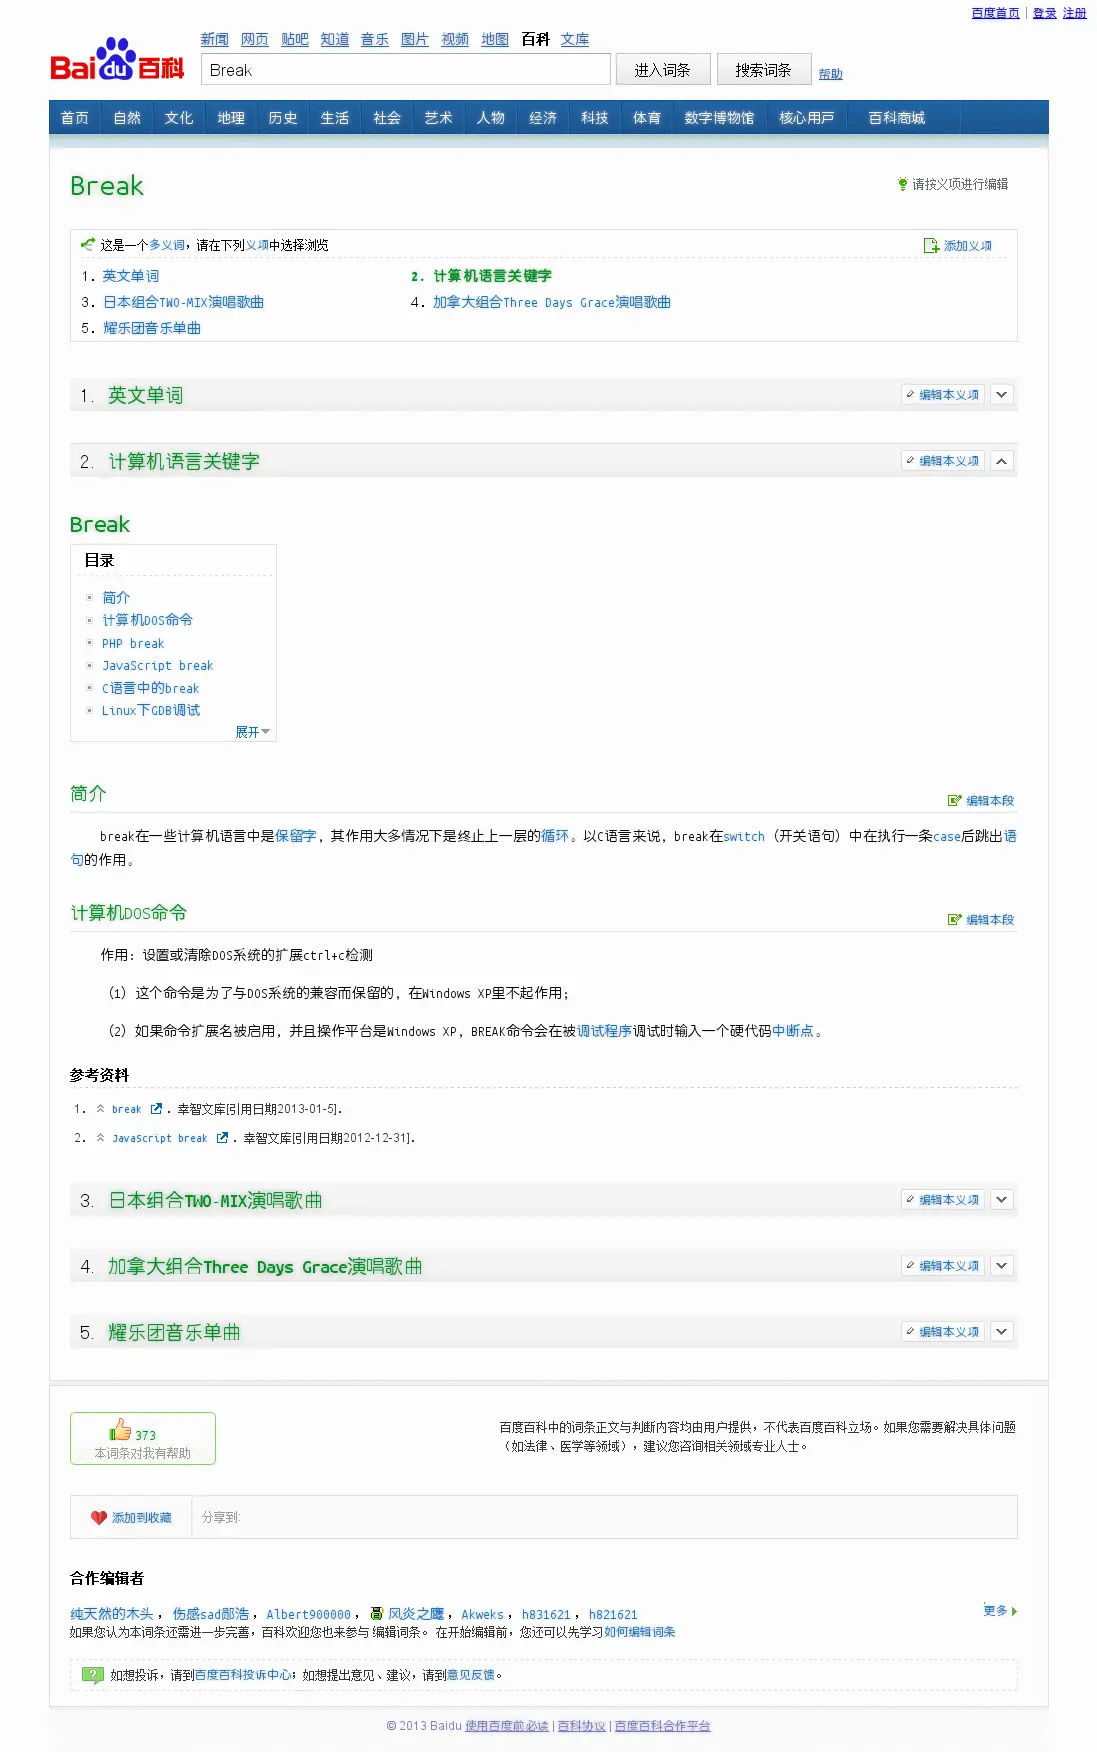 百度首页 | 登录 注册
新闻 网页 贴吧 知道 音乐 图片 视频 地图 百科 文库
Bai du 百科
Break 进入词条 搜索词条 帮助
首页 自然 文化 地理 历史 生活 社会 艺术 人物 经济 科技 体育 数字博物馆 核心用户 百科商城
Break 请按义项进行编辑
这是一个多义词，请在下列义项中选择浏览 添加义项
1. 英文单词 2. 计算机语言关键字
3. 日本组合TWO-MIX演唱歌曲 4. 加拿大组合Three Days Grace演唱歌曲
5. 耀乐团音乐单曲
1. 英文单词 编辑本义项
2. 计算机语言关键字 编辑本义项
Break
目录
简介
计算机DOS命令
PHP break
JavaScript break
C语言中的break
Linux下GDB调试
展开
简介 编辑本段
break在一些计算机语言中是保留字，其作用大多情况下是终止上一层的循环。以C语言来说，break在switch（开关语句）中在执行一条case后跳出语
句的作用。
计算机DOS命令 编辑本段
作用：设置或清除DOS系统的扩展ctrl+c检测
（1）这个命令是为了与DOS系统的兼容而保留的，在Windows XP里不起作用；
（2）如果命令扩展名被启用，并且操作平台是Windows XP，BREAK命令会在被调试程序调试时输入一个硬代码中断点。
参考资料
1. break . 幸智文库[引用日期2013-01-5].
2. JavaScript break . 幸智文库[引用日期2012-12-31].
3. 日本组合TWO-MIX演唱歌曲 编辑本义项
4. 加拿大组合Three Days Grace演唱歌曲 编辑本义项
5. 耀乐团音乐单曲 编辑本义项
373
本词条对我有帮助
百度百科中的词条正文与判断内容均由用户提供，不代表百度百科立场。如果您需要解决具体问题
（如法律、医学等领域），建议您咨询相关领域专业人士。
添加到收藏 分享到:
合作编辑者
纯天然的木头 ， 伤感sad郧浩 ， Albert900000 ， 风炎之鹰 ， Akweks ， h831621 ， h821621 更多
如果您认为本词条还需进一步完善，百科欢迎您也来参与 编辑词条。 在开始编辑前，您还可以先学习如何编辑词条
如想投诉，请到百度百科投诉中心；如想提出意见、建议，请到意见反馈。
© 2013 Baidu 使用百度前必读 | 百科协议 | 百度百科合作平台